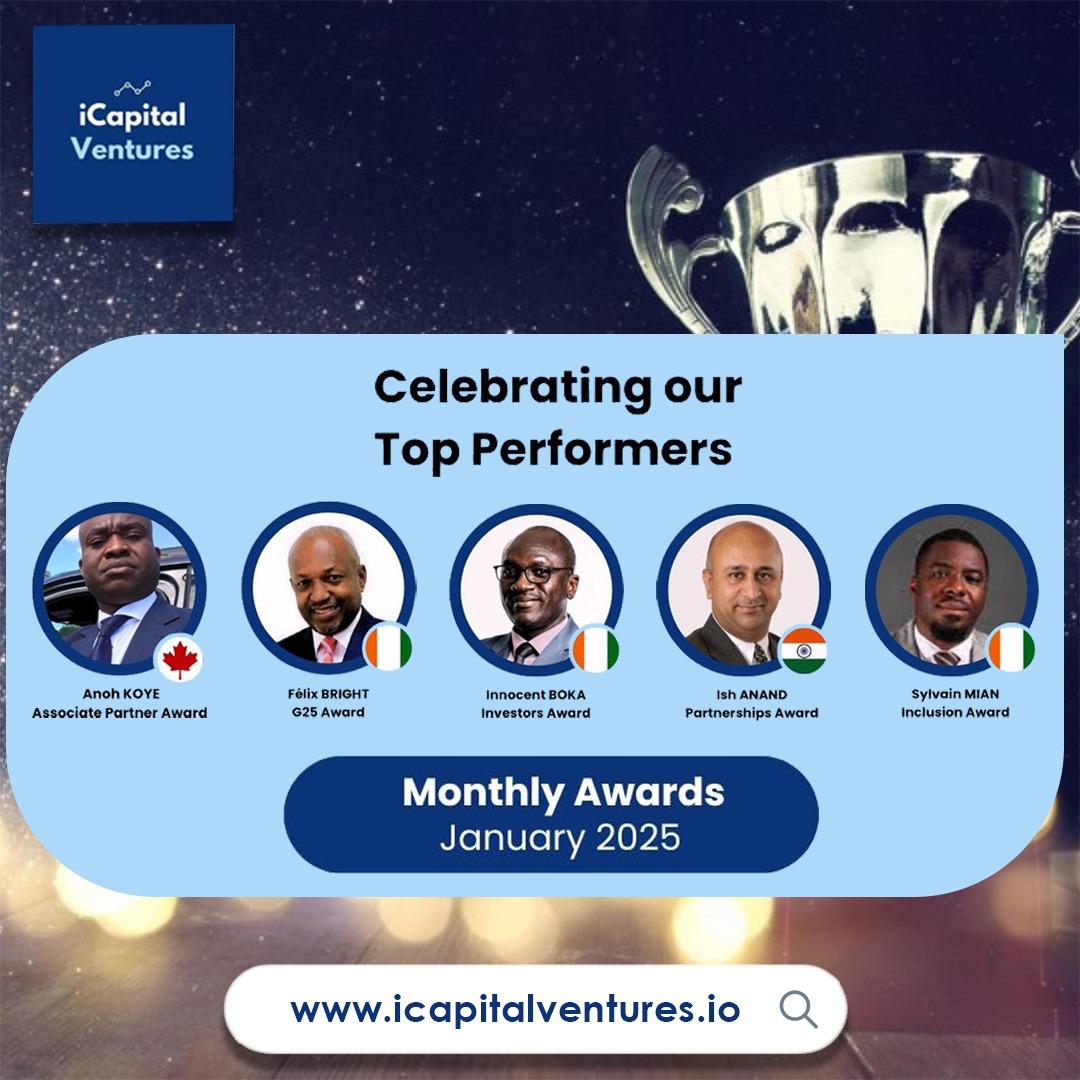 iCapital
Ventures
Celebrating our
Top Performers
Anoh KOYE
Associate Partner Award
Félix BRIGHT
G25 Award
Innocent BOKA
Investors Award
Ish ANAND
Partnerships Award
Sylvain MIAN
Inclusion Award
Monthly Awards
January 2025
www.icapitalventures.io